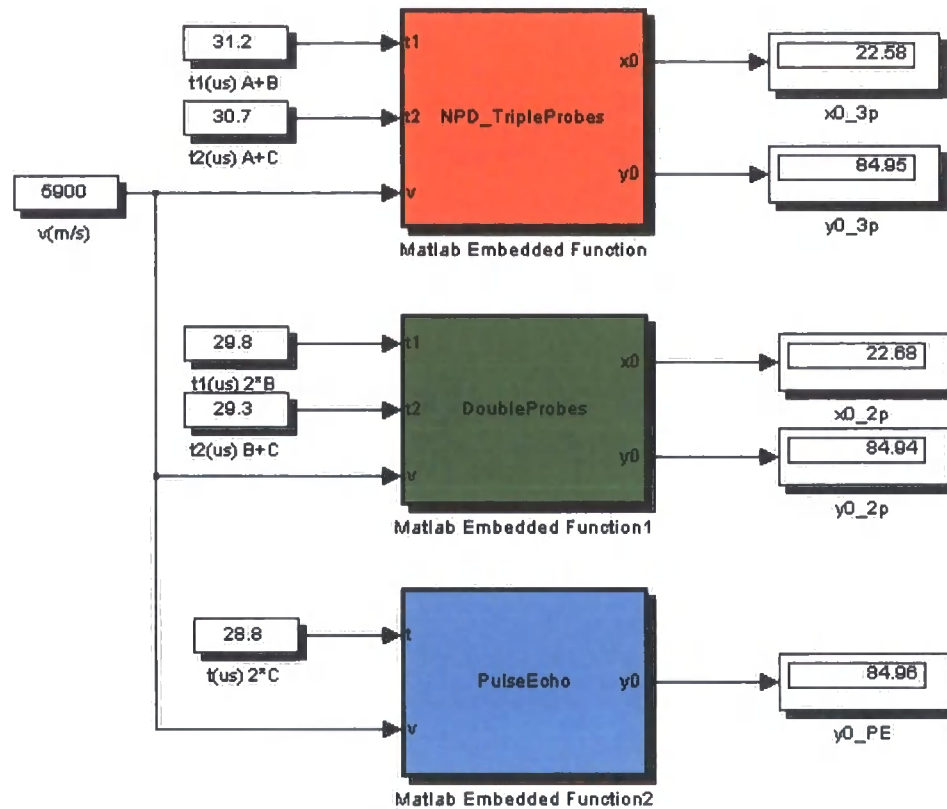 31.2
t1(us) A+B
30.7
t2(us) A+C
5900
v(m/s)
t1
t2
v
NPD_TripleProbes
x0
y0
Matlab Embedded Function
22.58
x0_3p
84.95
y0_3p
29.8
t1(us) 2*B
29.3
t2(us) B+C
t1
t2
v
DoubleProbes
x0
y0
Matlab Embedded Function1
22.68
x0_2p
84.94
y0_2p
28.8
t(us) 2*C
t
v
PulseEcho
y0
Matlab Embedded Function2
84.96
y0_PE